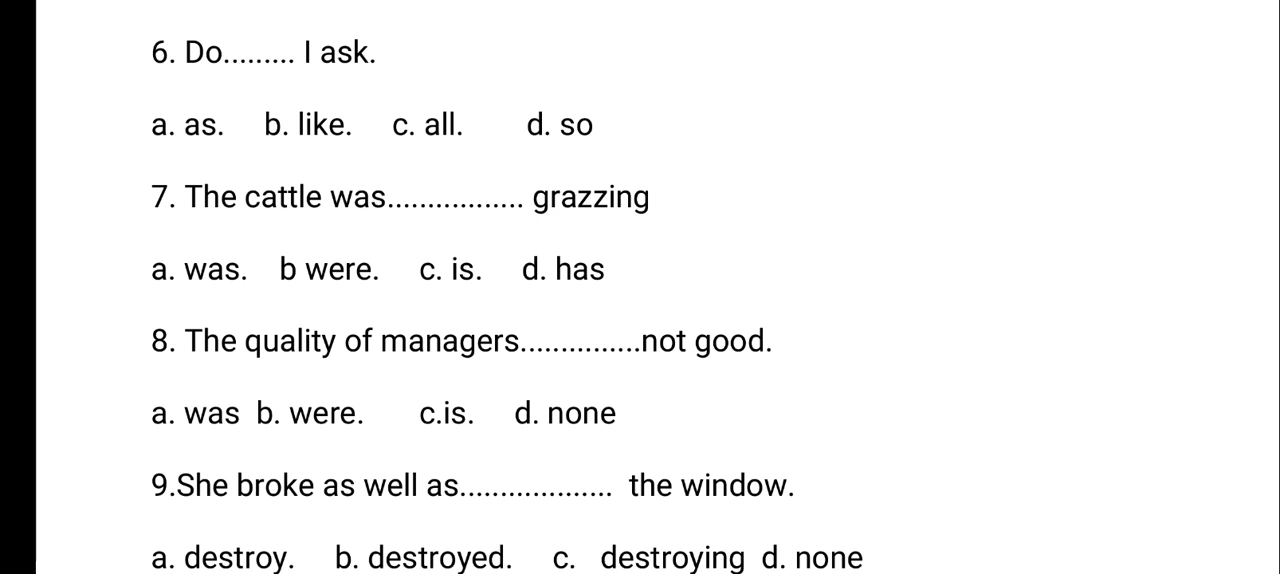 6. Do......... I ask.
a. as. b. like. c. all. d. so
7. The cattle was................. grazzing
a. was. b were. c. is. d. has
8. The quality of managers...............not good.
a. was b. were. c.is. d. none
9.She broke as well as................... the window.
a. destroy. b. destroyed. c. destroying d. none